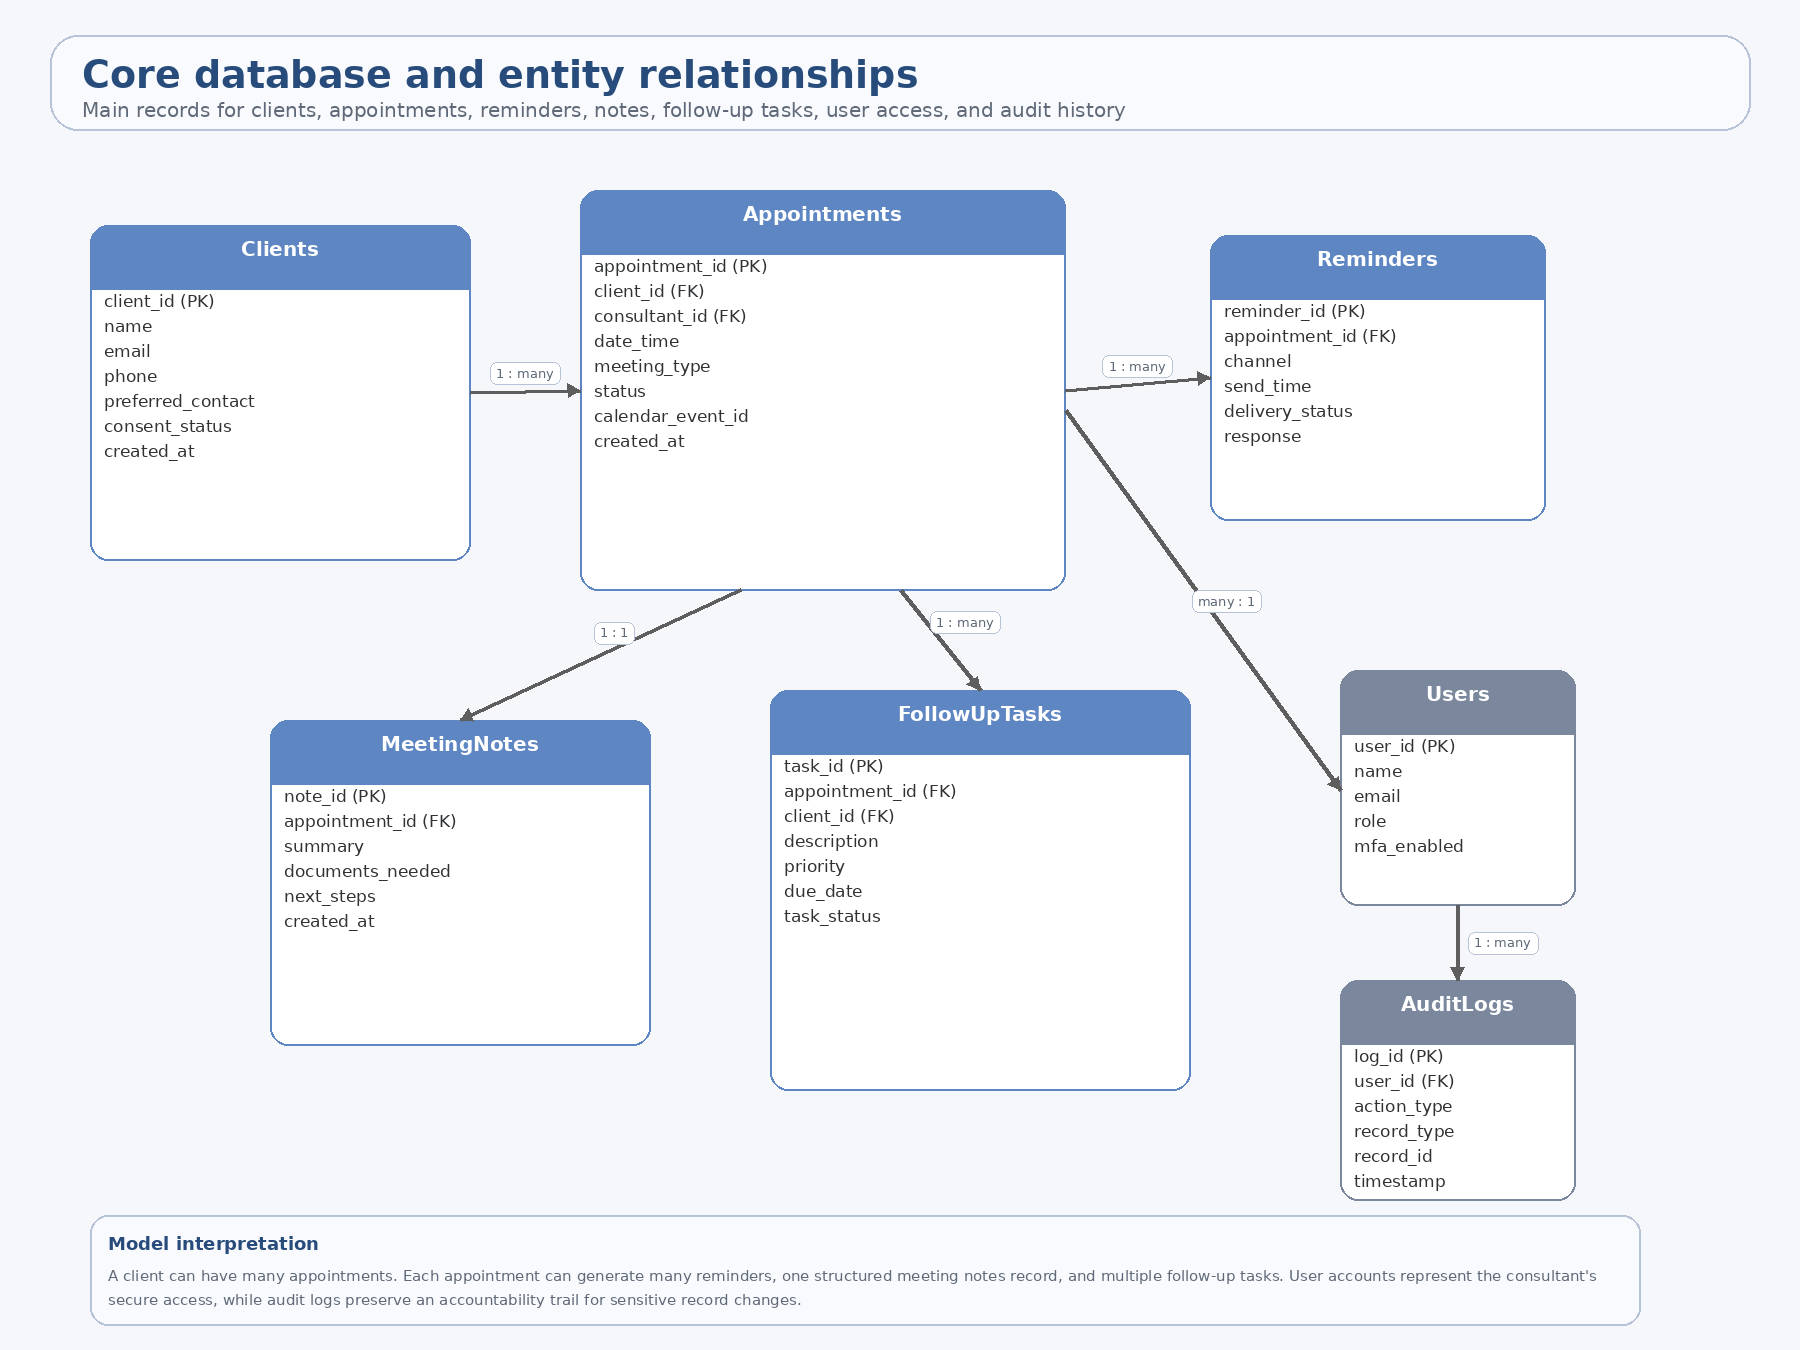 Core database and entity relationships
Main records for clients, appointments, reminders, notes, follow-up tasks, user access, and audit history
Clients
client_id (PK)
name
email
phone
preferred_contact
consent_status
created_at
1 : many
Appointments
appointment_id (PK)
client_id (FK)
consultant_id (FK)
date_time
meeting_type
status
calendar_event_id
created_at
1 : many
Reminders
reminder_id (PK)
appointment_id (FK)
channel
send_time
delivery_status
response
1 : 1
1 : many
many : 1
MeetingNotes
note_id (PK)
appointment_id (FK)
summary
documents_needed
next_steps
created_at
FollowUpTasks
task_id (PK)
appointment_id (FK)
client_id (FK)
description
priority
due_date
task_status
Users
user_id (PK)
name
email
role
mfa_enabled
1 : many
AuditLogs
log_id (PK)
user_id (FK)
action_type
record_type
record_id
timestamp
Model interpretation
A client can have many appointments. Each appointment can generate many reminders, one structured meeting notes record, and multiple follow-up tasks. User accounts represent the consultant's
secure access, while audit logs preserve an accountability trail for sensitive record changes.